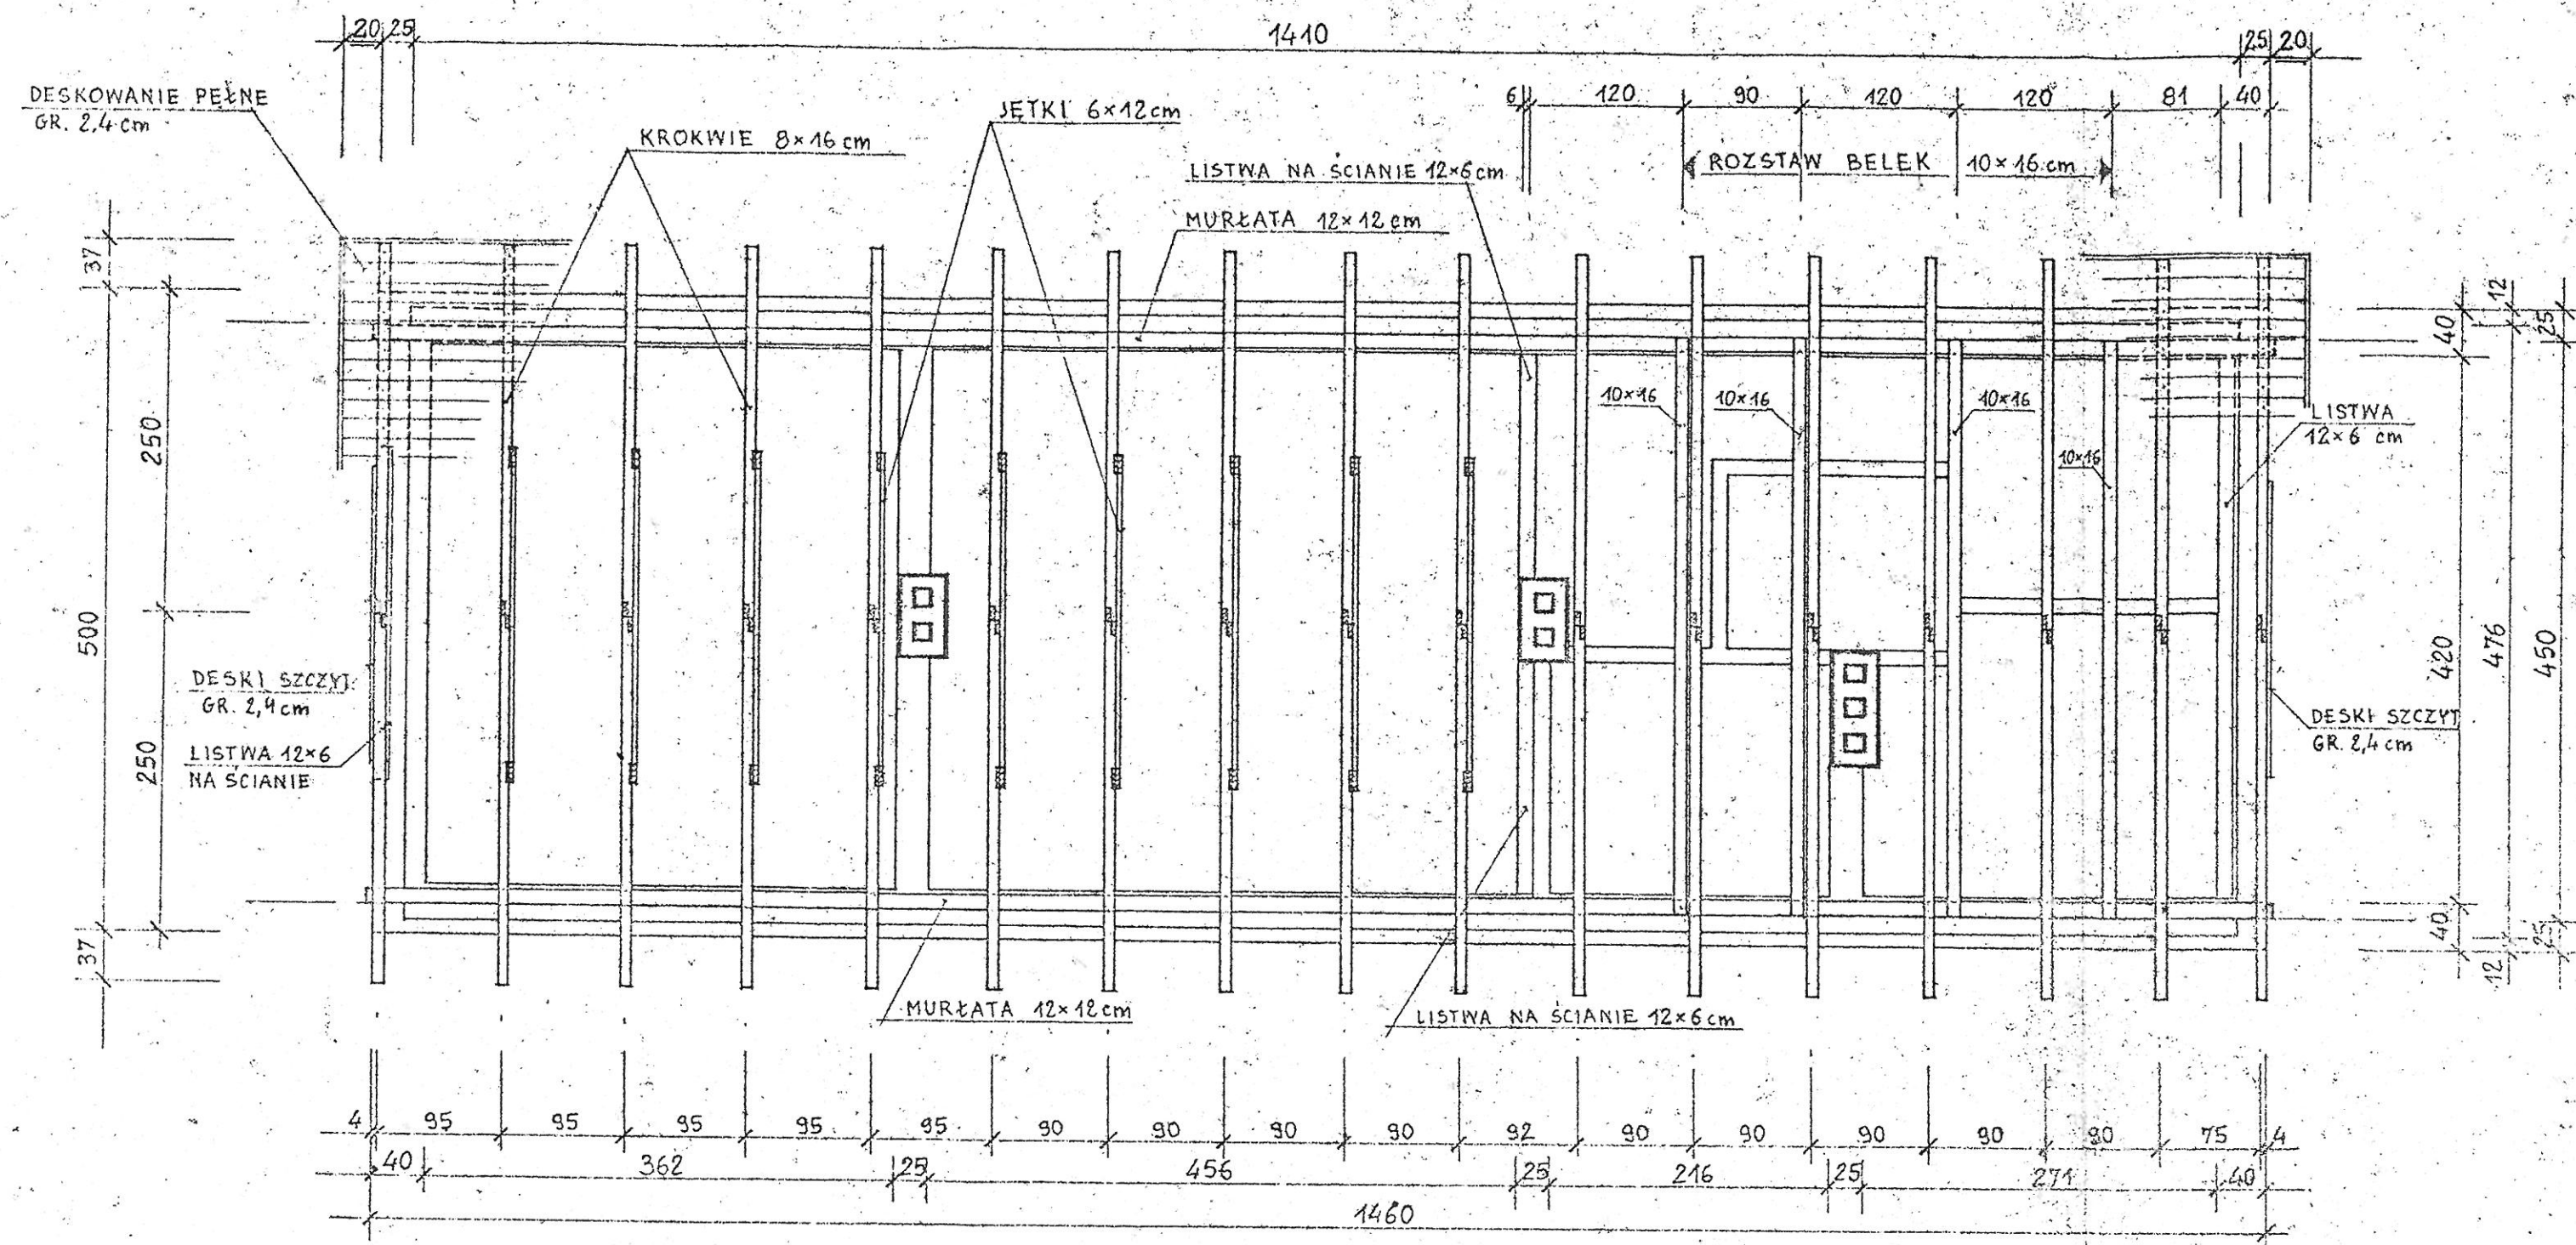 20 25 1410 25 20
DESKOWANIE PEŁNE
GR. 2,4 cm
6 120 90 120 120 81 40
JĘTKI 6×12cm
KROKWIE 8×16 cm
LISTWA NA ŚCIANIE 12×6 cm
ROZSTAW BELEK 10×16 cm
MURŁATA 12×12 cm
37
250
500
250
37
10×16
10×16
10×16
10×16
LISTWA
12×6 cm
12
40
25
420
476
450
40
12
25
DESKI SZCZYT.
GR. 2,4 cm
LISTWA 12×6
NA ŚCIANIE
DESKI SZCZYT
GR. 2,4 cm
MURŁATA 12×12 cm
LISTWA NA ŚCIANIE 12×6 cm
4 95 95 95 95 95 90 90 90 90 92 90 90 90 90 90 75 4
40 362 25 456 25 216 25 271 40
1460